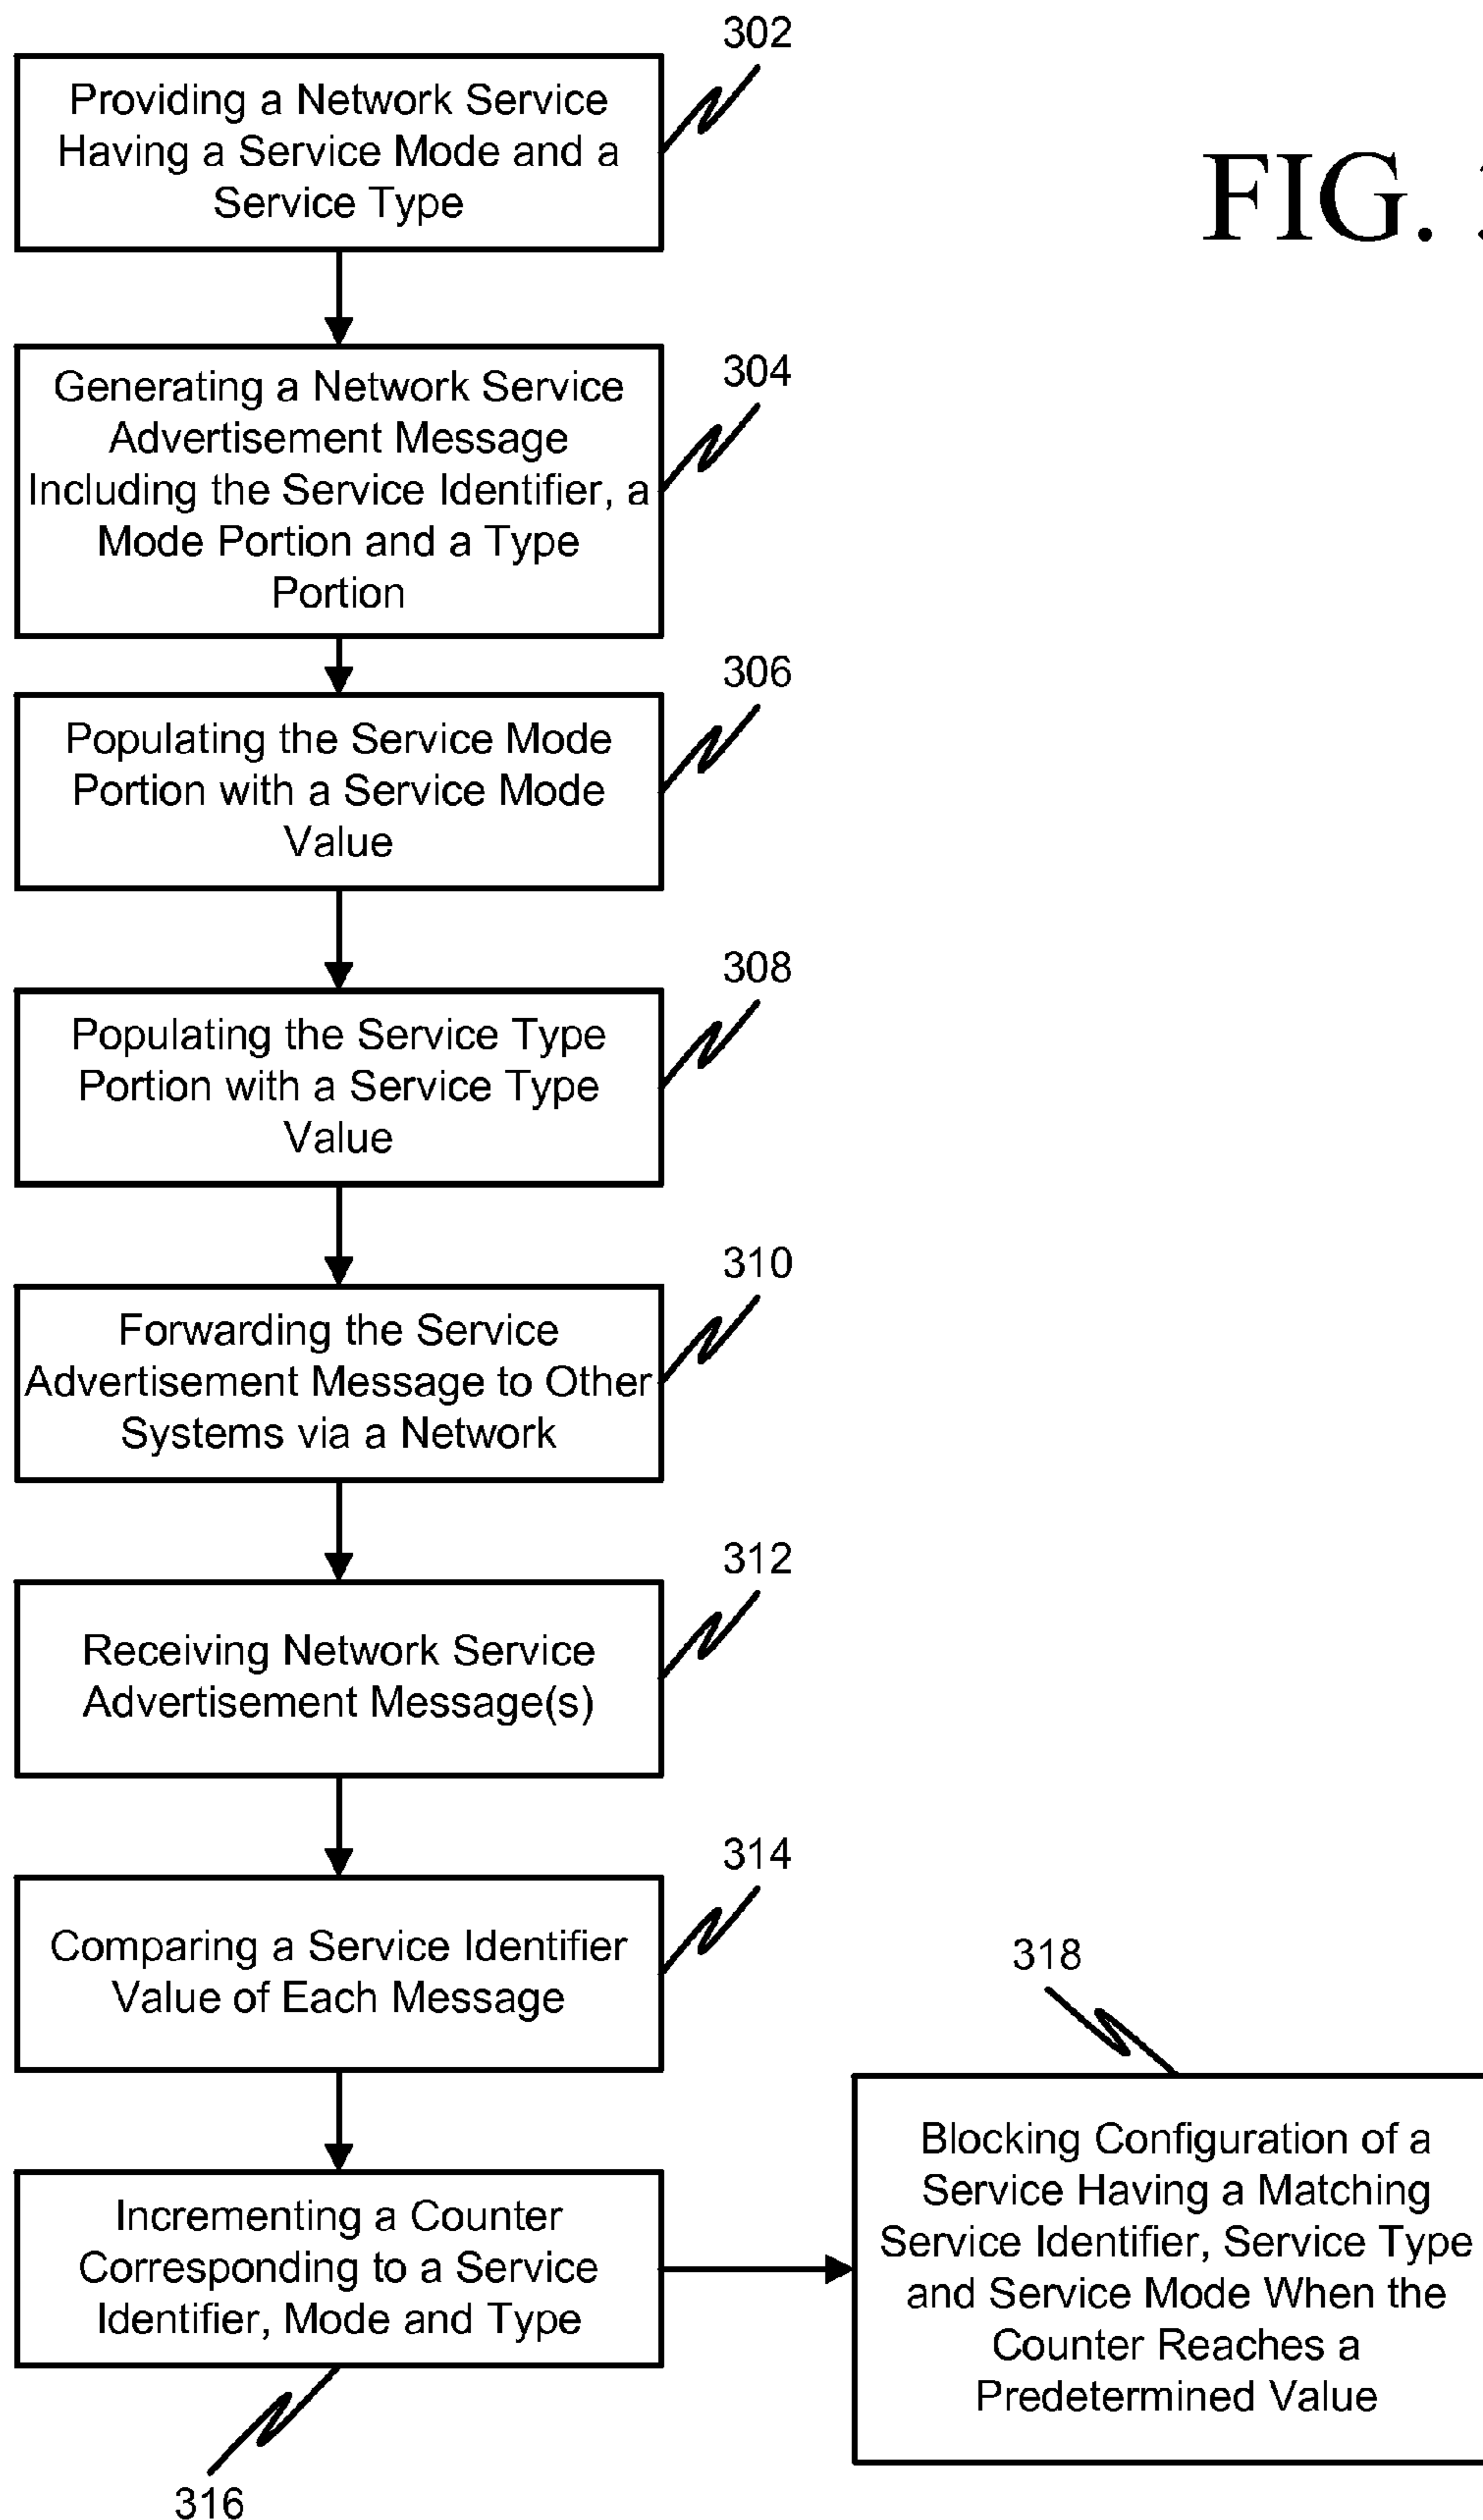 302
Providing a Network Service
Having a Service Mode and a
Service Type
FIG.
304
Generating a Network Service
Advertisement Message
Including the Service Identifier, a
Mode Portion and a Type
Portion
306
Populating the Service Mode
Portion with a Service Mode
Value
308
Populating the Service Type
Portion with a Service Type
Value
310
Forwarding the Service
Advertisement Message to Other
Systems via a Network
312
Receiving Network Service
Advertisement Message(s)
314
Comparing a Service Identifier
Value of Each Message
316
Incrementing a Counter
Corresponding to a Service
Identifier, Mode and Type
318
Blocking Configuration of a
Service Having a Matching
Service Identifier, Service Type
and Service Mode When the
Counter Reaches a
Predetermined Value